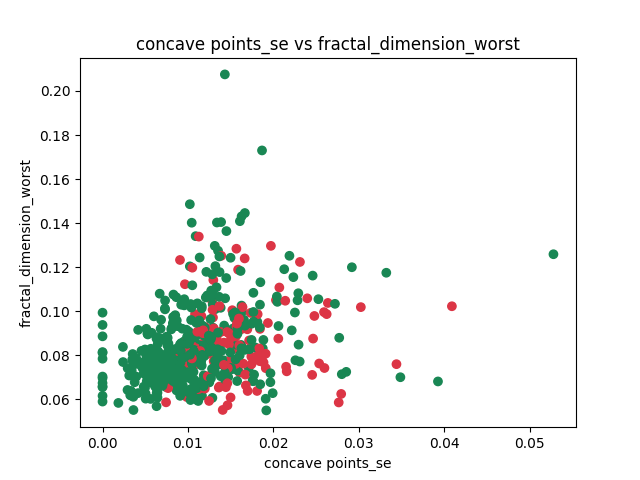 concave points_se vs fractal_dimension_worst
0.20
0.18
0.16
0.14
0.12
0.10
0.08
0.06
fractal_dimension_worst
0.00 0.01 0.02 0.03 0.04 0.05
concave points_se